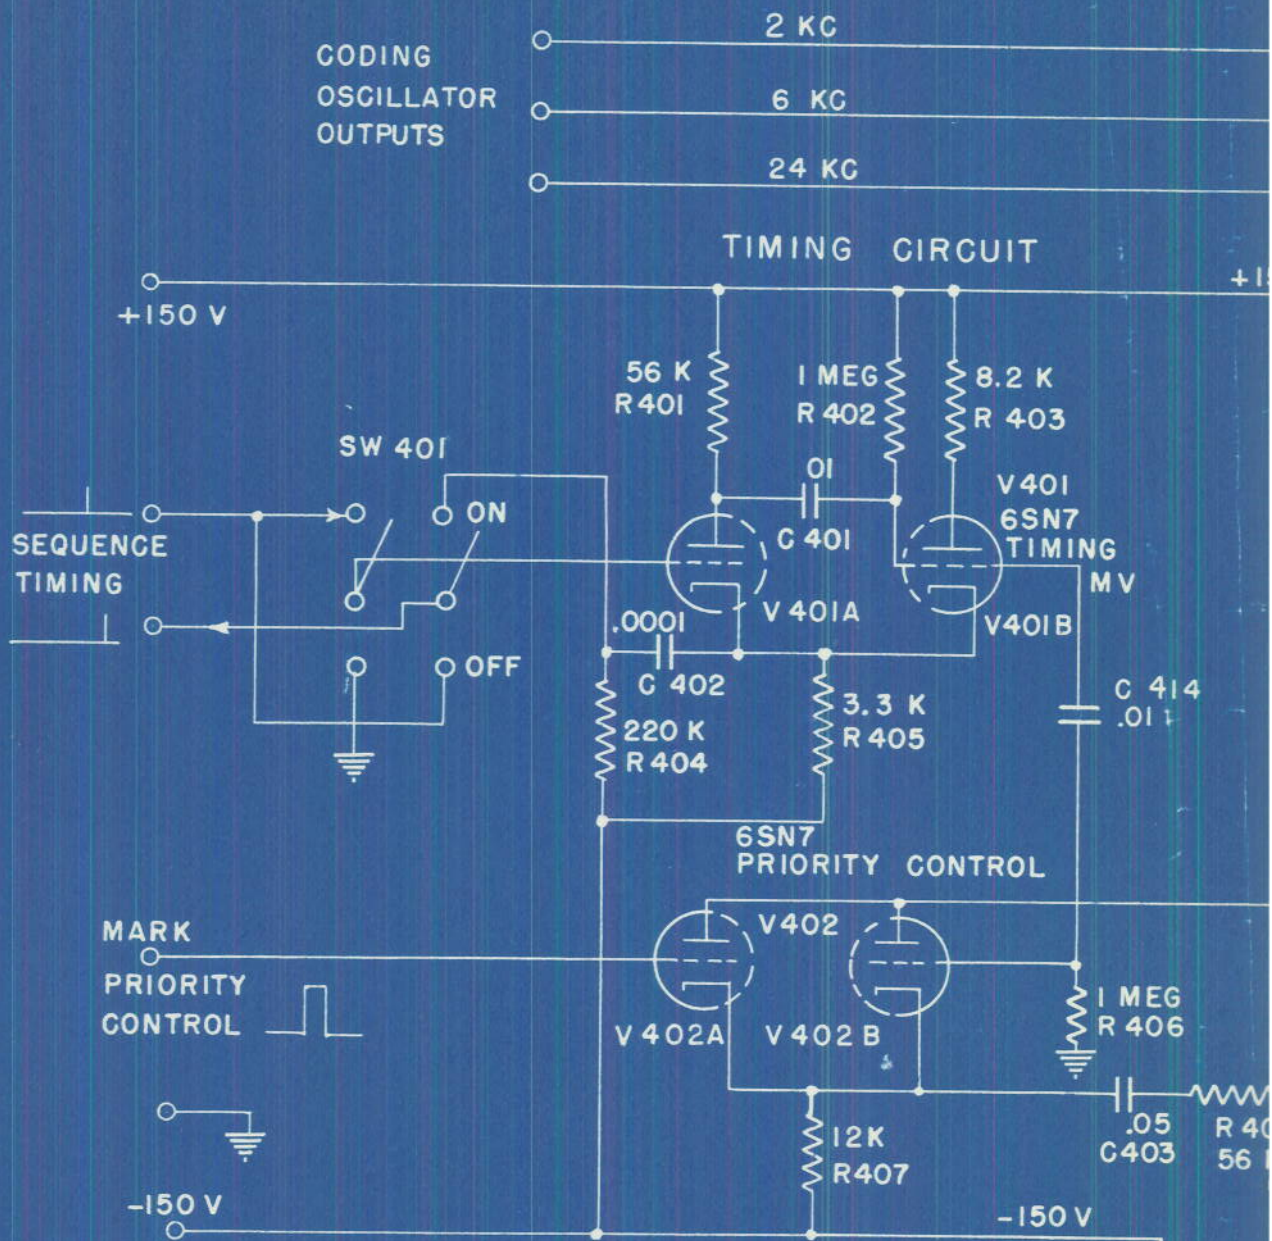 CODING
OSCILLATOR
OUTPUTS
2 KC
6 KC
24 KC
TIMING CIRCUIT
+150 V
56 K
R401
1 MEG
R 402
8.2 K
R 403
SW 401
ON
OFF
SEQUENCE
TIMING
.01
C 401
V401
6SN7
TIMING
MV
V401A
V401B
.0001
C 402
220 K
R404
3.3 K
R405
C 414
.01
6SN7
PRIORITY CONTROL
MARK
PRIORITY
CONTROL
V402
V402A
V402B
1 MEG
R406
12K
R407
.05
C403
56
-150 V
-150 V